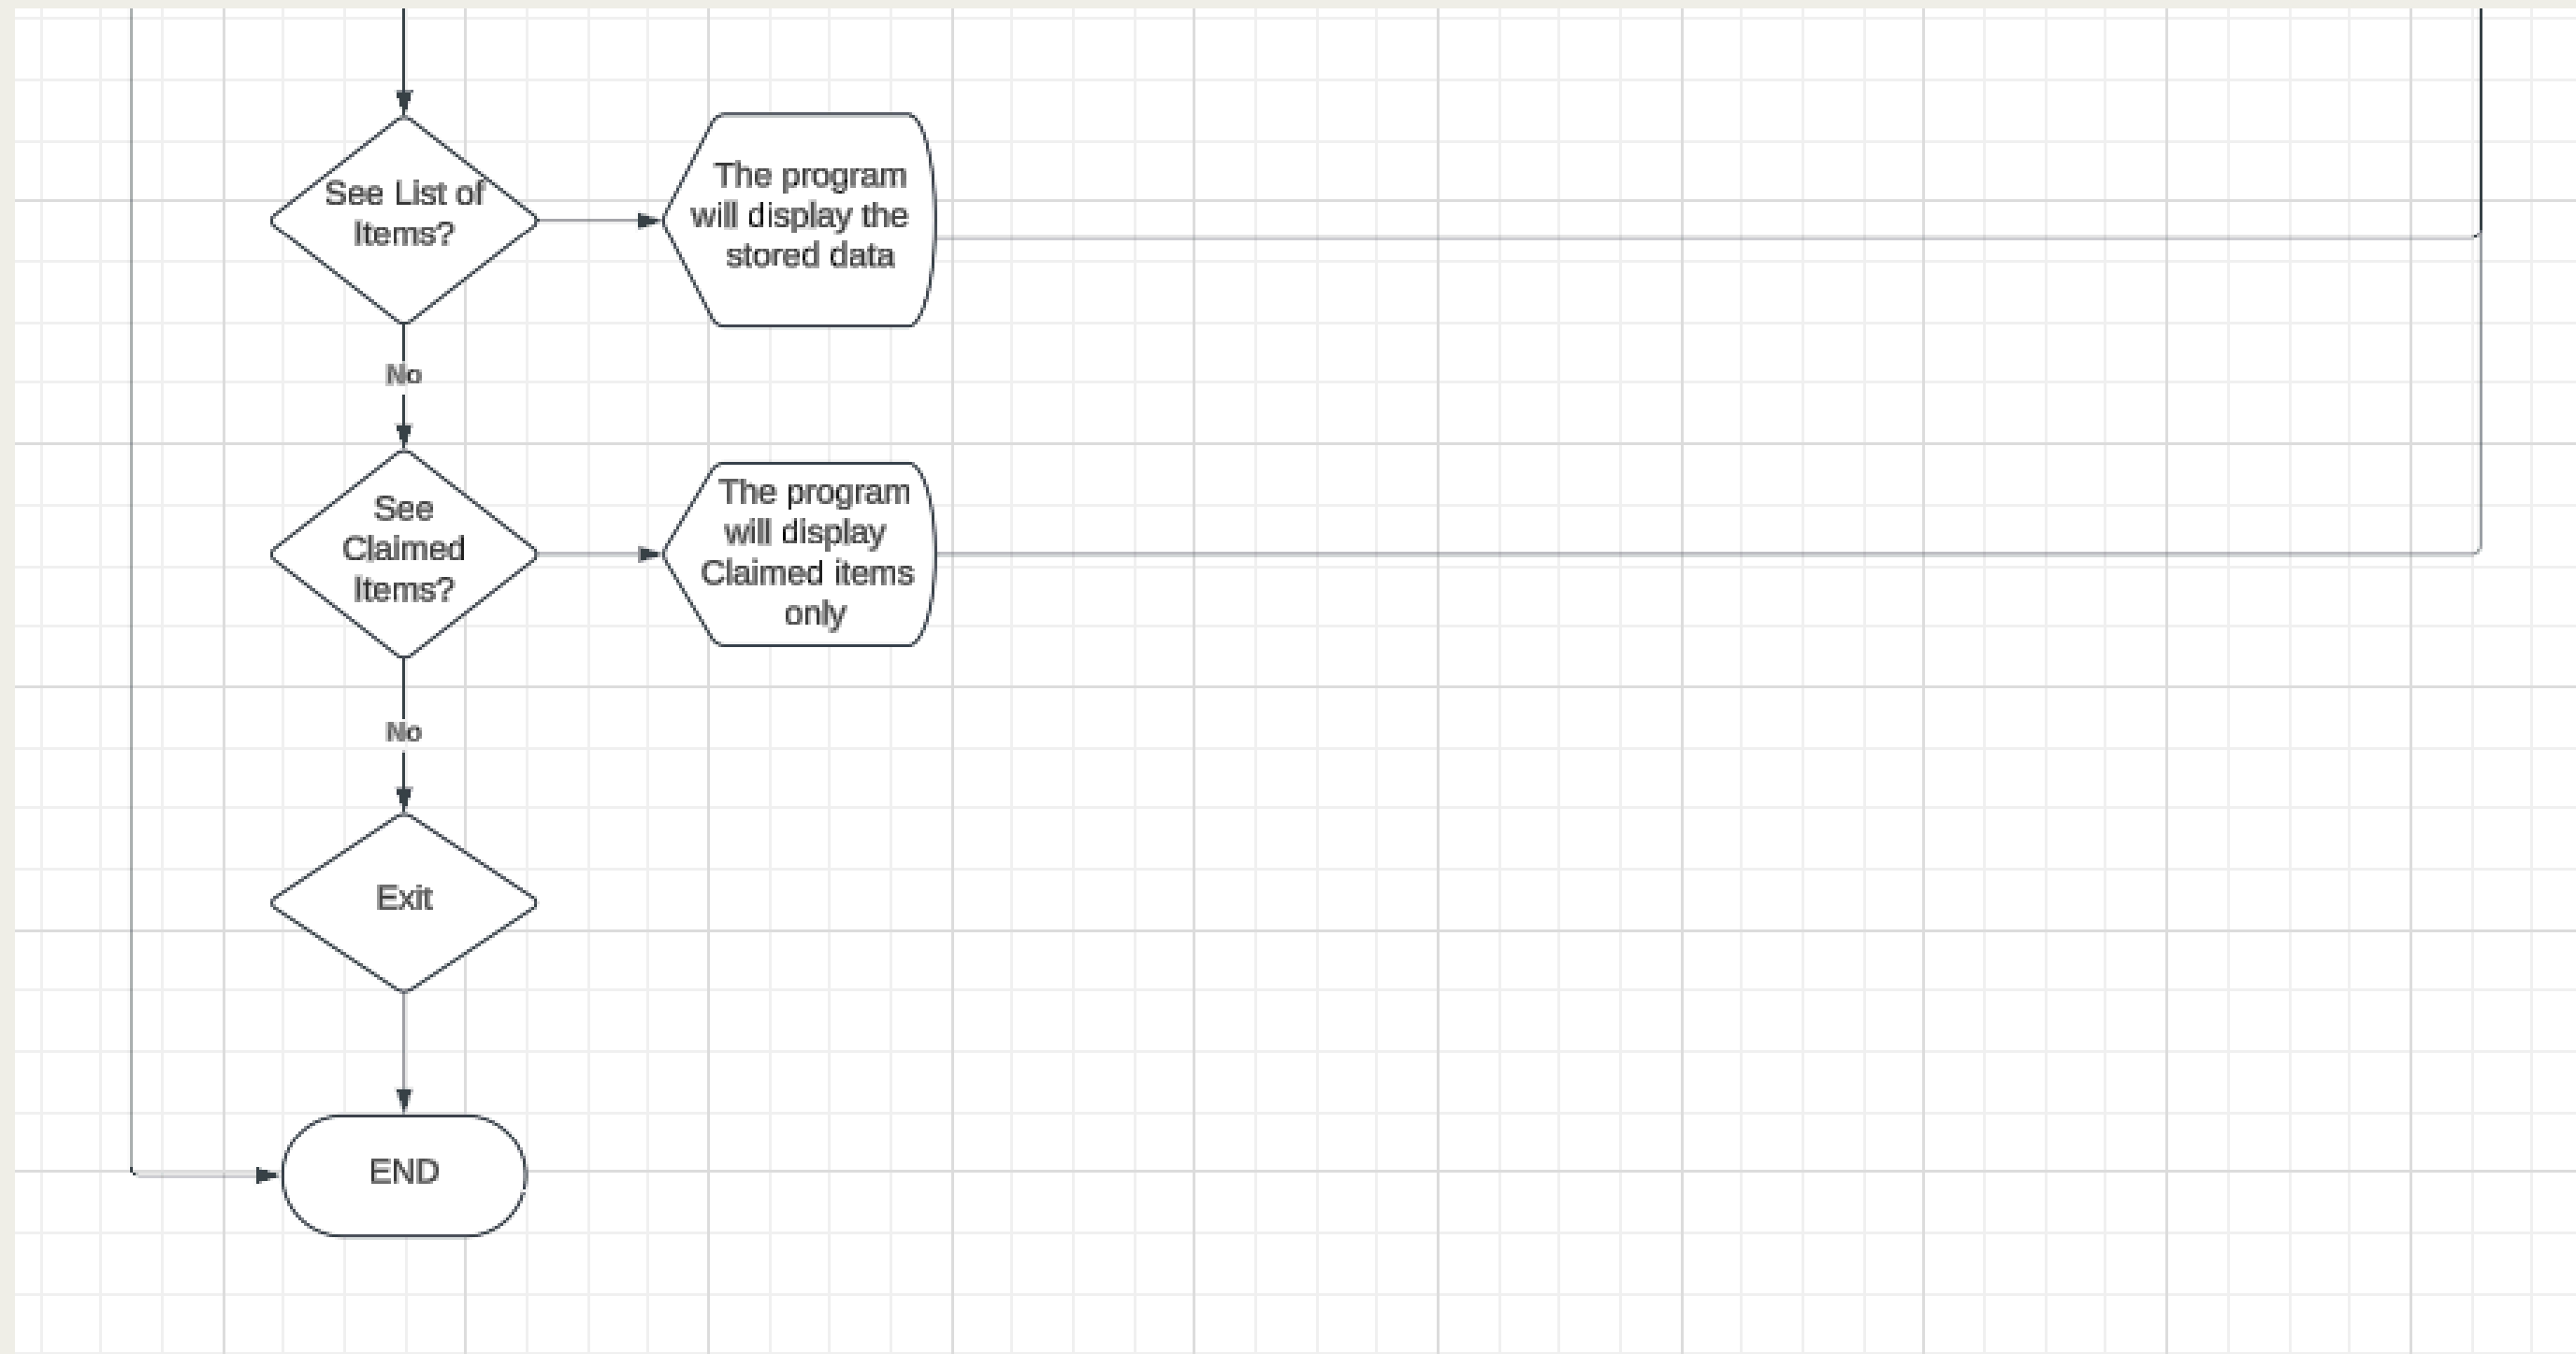 See List of
Items?
The program
will display the
stored data
No
See
Claimed
Items?
The program
will display
Claimed items
only
No
Exit
END